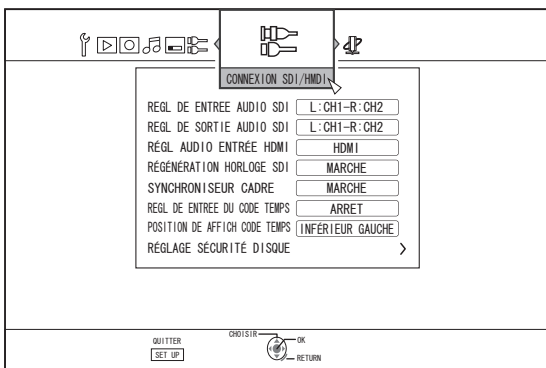 CONNEXION SDI/HMDI
REGL DE ENTREE AUDIO SDI L:CH1-R:CH2
REGL DE SORTIE AUDIO SDI L:CH1-R:CH2
RÉGL AUDIO ENTRÉE HDMI HDMI
RÉGÉNÉRATION HORLOGE SDI MARCHE
SYNCHRONISEUR CADRE MARCHE
REGL DE ENTREE DU CODE TEMPS ARRET
POSITION DE AFFICH CODE TEMPS INFÉRIEUR GAUCHE
RÉGLAGE SÉCURITÉ DISQUE
QUITTER
SET UP
CHOISIR
OK
RETURN